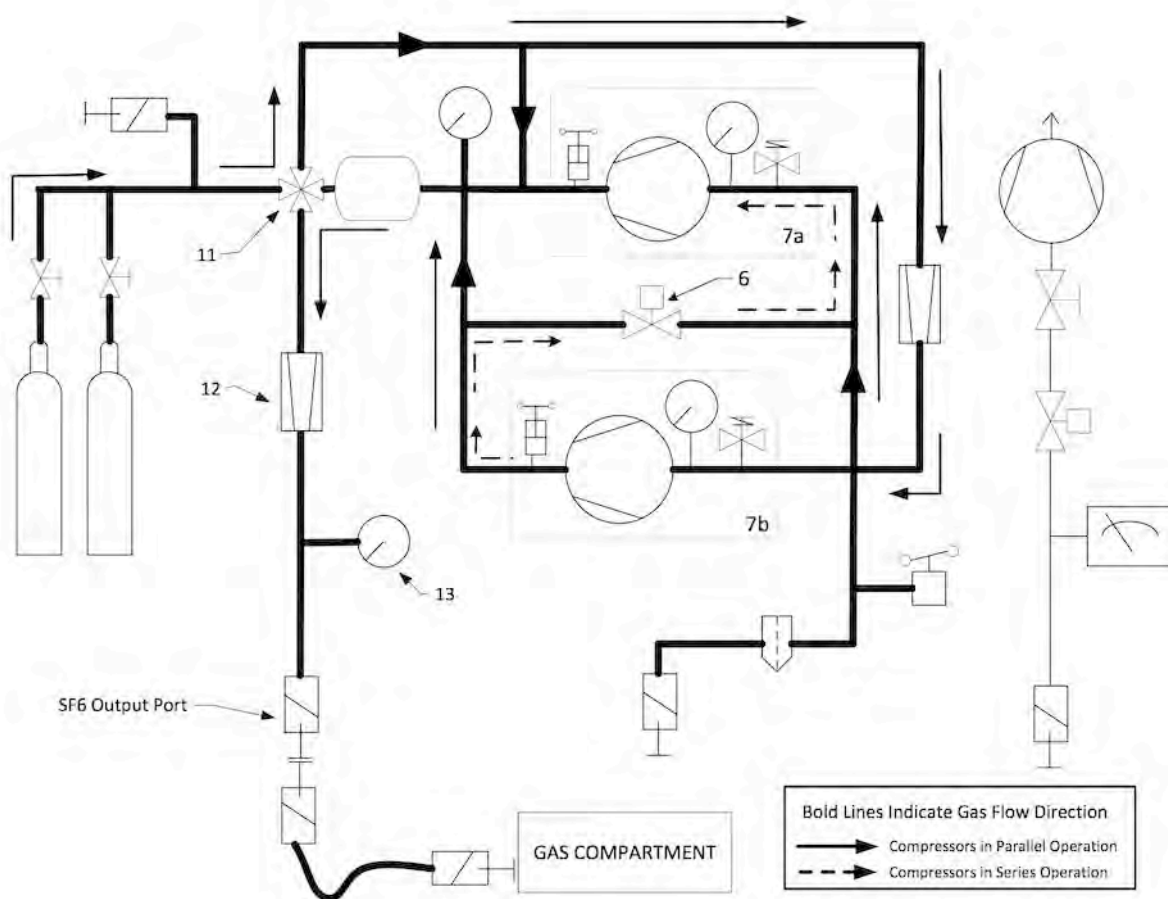 7a
11
6
12
7b
13
SF6 Output Port
GAS COMPARTMENT
Bold Lines Indicate Gas Flow Direction
Compressors in Parallel Operation
Compressors in Series Operation